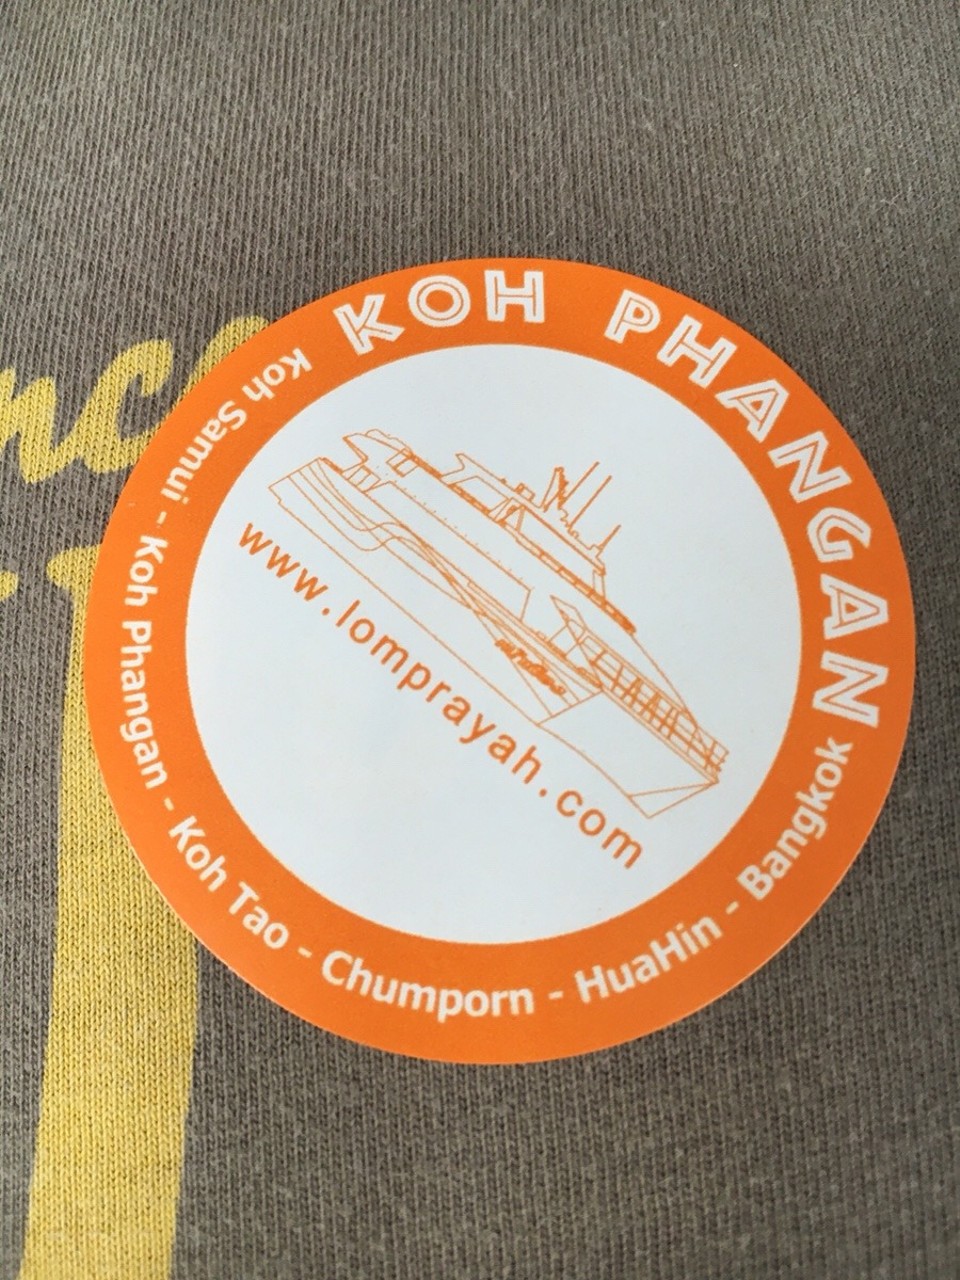 KOH PHANGAN
Koh Samui - Koh Phangan - Koh Tao - Chumporn - HuaHin - Bangkok
www.lomprayah.com